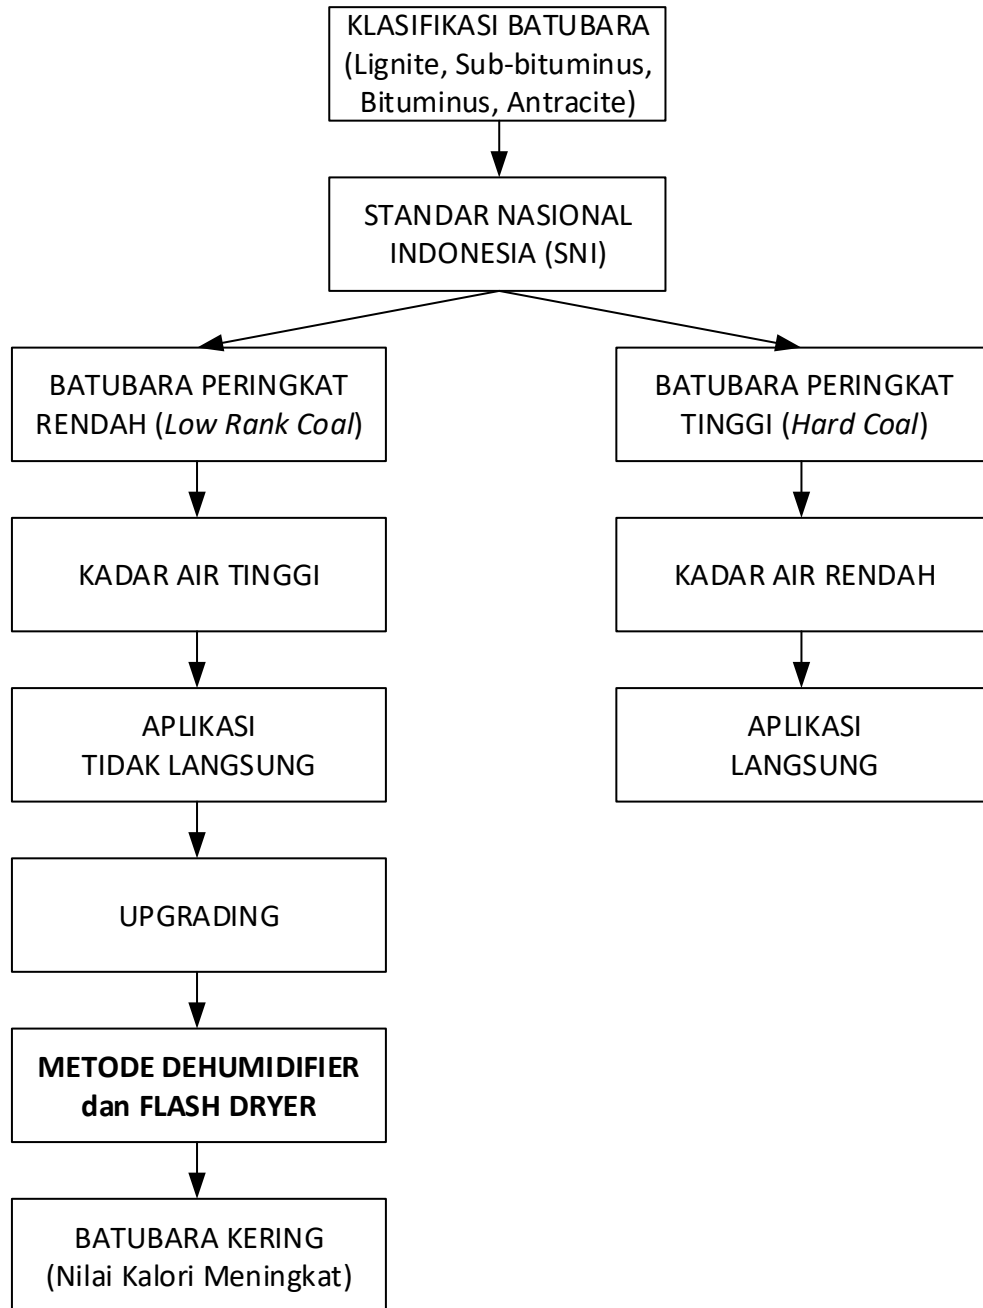 KLASIFIKASI BATUBARA
(Lignite, Sub-bituminus,
Bituminus, Antracite)
STANDAR NASIONAL
INDONESIA (SNI)
BATUBARA PERINGKAT
RENDAH (Low Rank Coal)
BATUBARA PERINGKAT
TINGGI (Hard Coal)
KADAR AIR TINGGI
KADAR AIR RENDAH
APLIKASI
TIDAK LANGSUNG
APLIKASI
LANGSUNG
UPGRADING
METODE DEHUMIDIFIER
dan FLASH DRYER
BATUBARA KERING
(Nilai Kalori Meningkat)